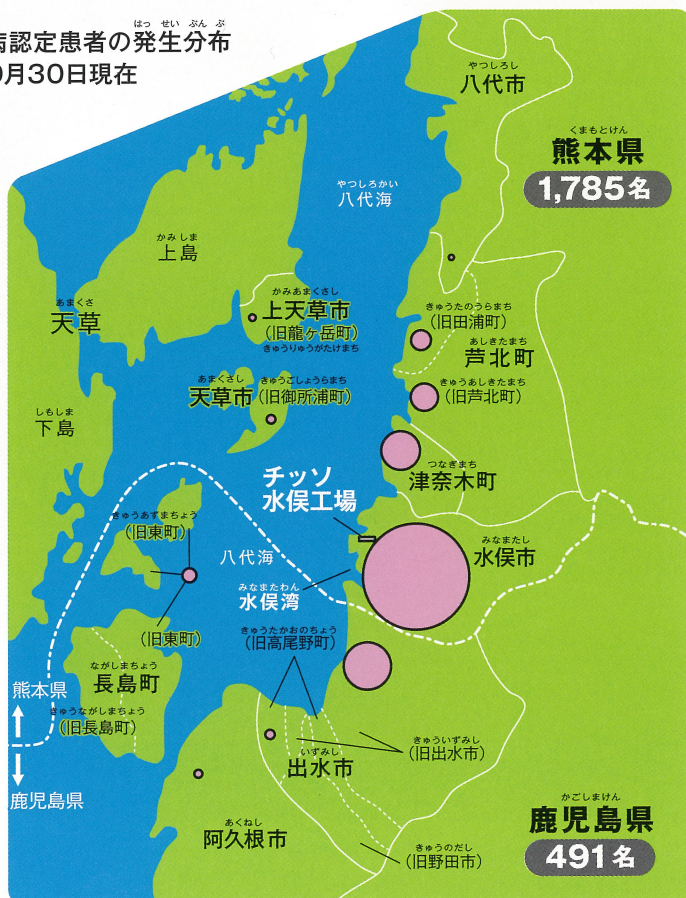 はっせいぶんぷ
病認定患者の発生分布
月30日現在
やつしろし
八代市
くまもとけん
熊本県
1,785名
やつしろかい
八代海
かみしま
上島
かみあまくさし
上天草市
(旧龍ヶ岳町)
きゅうりゅうがたけまち
あまくさ
天草
きゅうたのうらまち
(旧田浦町)
あしきたまち
芦北町
きゅうあしきたまち
(旧芦北町)
あまくさし
天草市
きゅうごしょうらまち
(旧御所浦町)
しもしま
下島
つなぎまち
津奈木町
チッソ
水俣工場
きゅうあずまちょう
(旧東町)
八代海
みなまたし
水俣市
みなまたわん
水俣湾
(旧東町)
きゅうたかおのちょう
(旧高尾野町)
ながしまちょう
長島町
きゅうながしまちょう
(旧長島町)
熊本県
鹿児島県
いずみし
出水市
きゅういずみし
(旧出水市)
かごしまけん
鹿児島県
491名
あくねし
阿久根市
きゅうのだし
(旧野田市)